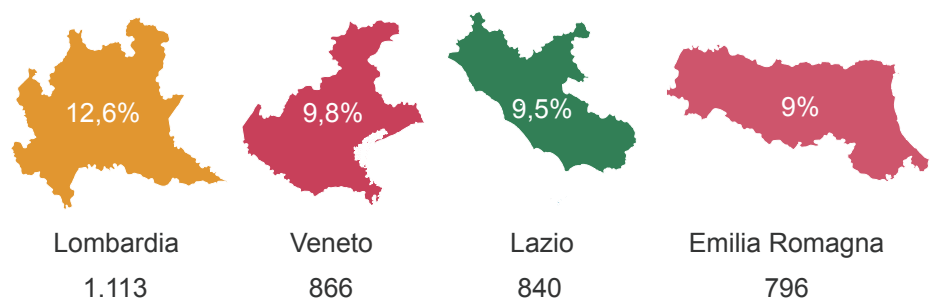 12,6%
9,8%
9,5%
9%
Lombardia
Veneto
Lazio
Emilia Romagna
1.113
866
840
796